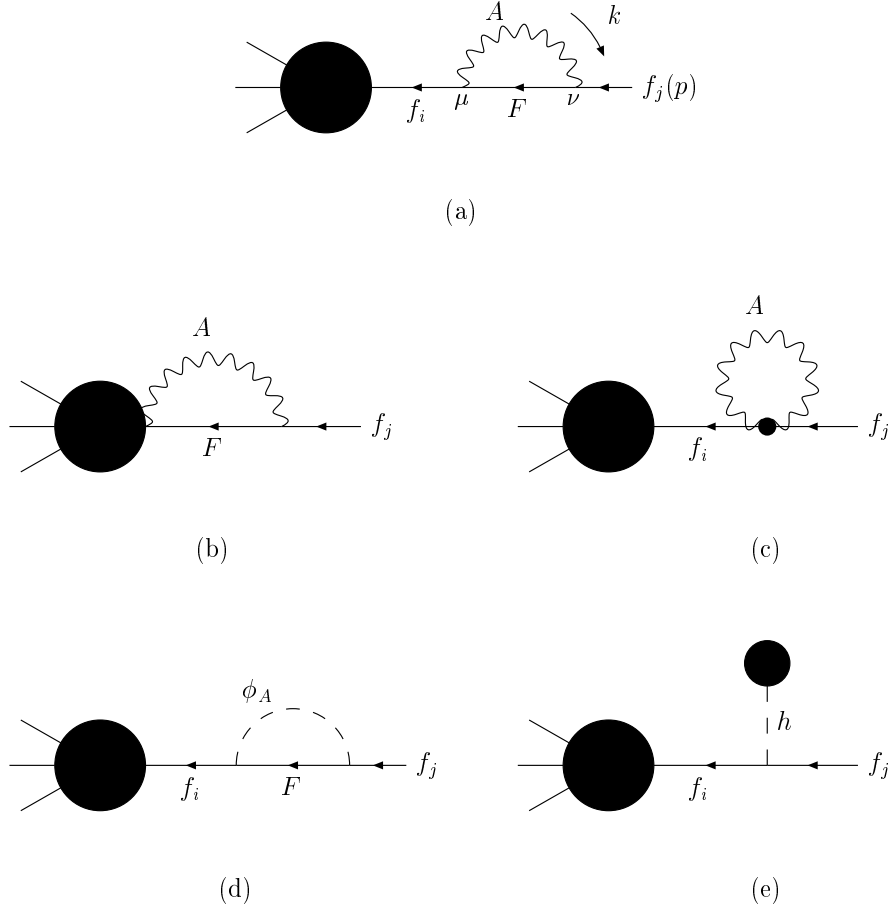 A k
f_i μ F ν f_j(p)
(a)
A A
F f_j f_i f_j
(b) (c)
ϕ_A h
f_i F f_j f_i f_j
(d) (e)